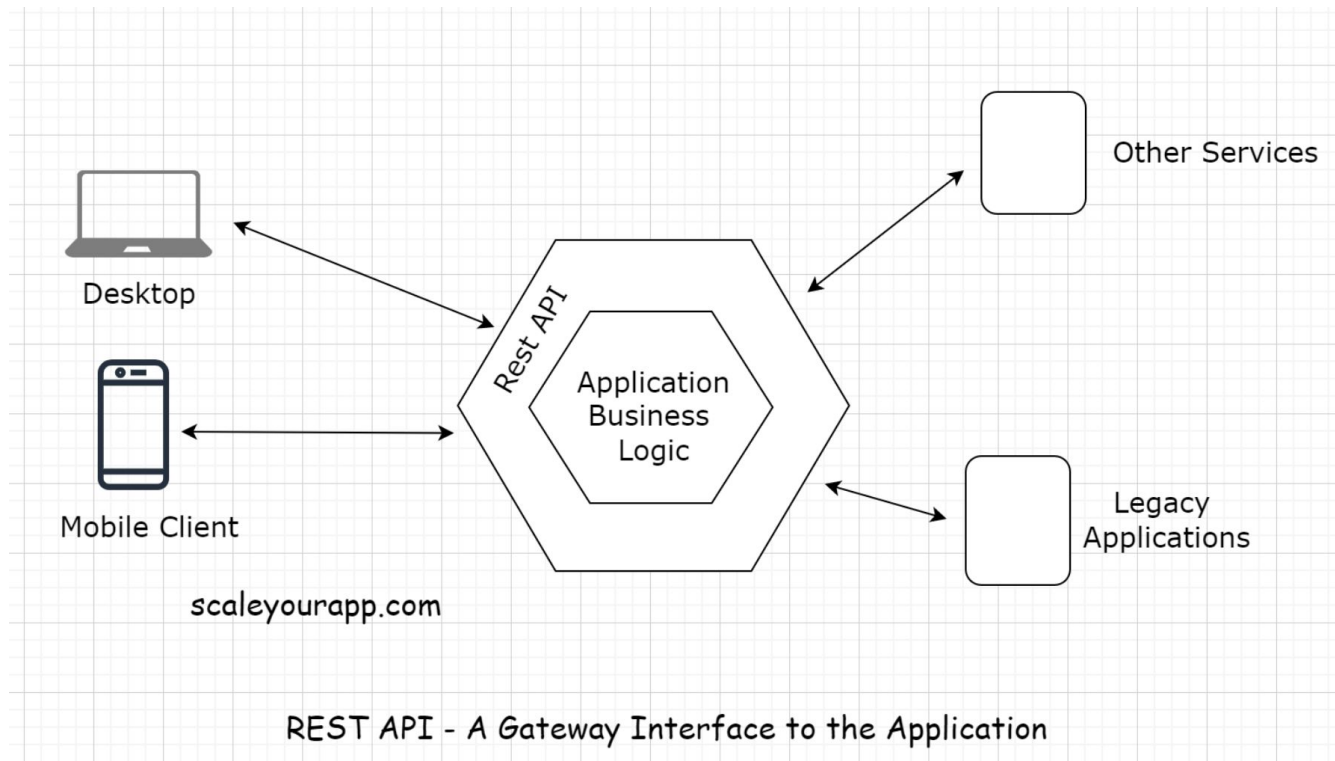 Other Services
Desktop
Rest API
Application
Business
Logic
Mobile Client
Legacy
Applications
scaleyourapp.com
REST API - A Gateway Interface to the Application